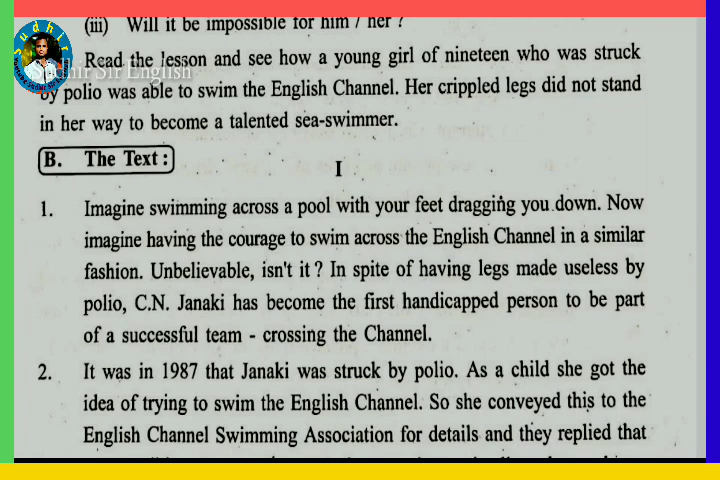 (iii) Will it be impossible for him / her ?
Sudhir
Sudhir Sir English
Read the lesson and see how a young girl of nineteen who was struck
by polio was able to swim the English Channel. Her crippled legs did not stand
in her way to become a talented sea-swimmer.
B. The Text :
I
1. Imagine swimming across a pool with your feet dragging you down. Now
imagine having the courage to swim across the English Channel in a similar
fashion. Unbelievable, isn't it ? In spite of having legs made useless by
polio, C.N. Janaki has become the first handicapped person to be part
of a successful team - crossing the Channel.
2. It was in 1987 that Janaki was struck by polio. As a child she got the
idea of trying to swim the English Channel. So she conveyed this to the
English Channel Swimming Association for details and they replied that